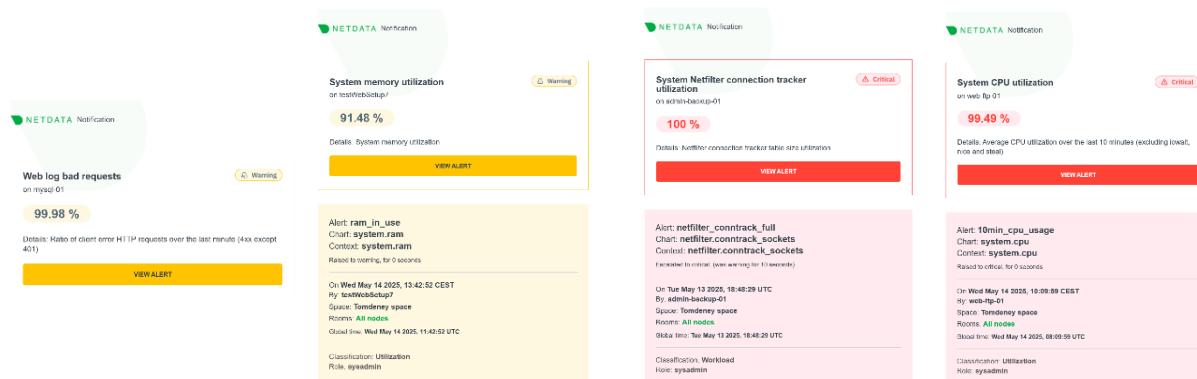 NETDATA Notification
Web log bad requests
Warning
on mysql-01
99.98 %
Details: Ratio of client error HTTP requests over the last minute (4xx except
401)
VIEW ALERT
NETDATA Notification
System memory utilization
Warning
on testWebSetup7
91.48 %
Details: System memory utilization
VIEW ALERT
Alert: ram_in_use
Chart: system.ram
Context: system.ram
Raised to warning, for 0 seconds
On Wed May 14 2025, 13:42:52 CEST
By: testWebSetup7
Space: Tomdeney space
Rooms: All nodes
Global time: Wed May 14 2025, 11:42:52 UTC
Classification: Utilization
Role: sysadmin
NETDATA Notification
System Netfilter connection tracker
utilization
Critical
on admin-backup-01
100 %
Details: Netfilter connection tracker table size utilization
VIEW ALERT
Alert: netfilter_conntrack_full
Chart: netfilter.conntrack_sockets
Context: netfilter.conntrack_sockets
Escalated to critical, (was warning for 10 seconds)
On Tue May 13 2025, 18:48:29 UTC
By: admin-backup-01
Space: Tomdeney space
Rooms: All nodes
Global time: Tue May 13 2025, 18:48:29 UTC
Classification: Workload
Role: sysadmin
NETDATA Notification
System CPU utilization
Critical
on web-ftp-01
99.49 %
Details: Average CPU utilization over the last 10 minutes (excluding iowait,
nice and steal)
VIEW ALERT
Alert: 10min_cpu_usage
Chart: system.cpu
Context: system.cpu
Raised to critical, for 0 seconds
On Wed May 14 2025, 10:09:59 CEST
By: web-ftp-01
Space: Tomdeney space
Rooms: All nodes
Global time: Wed May 14 2025, 08:09:59 UTC
Classification: Utilization
Role: sysadmin